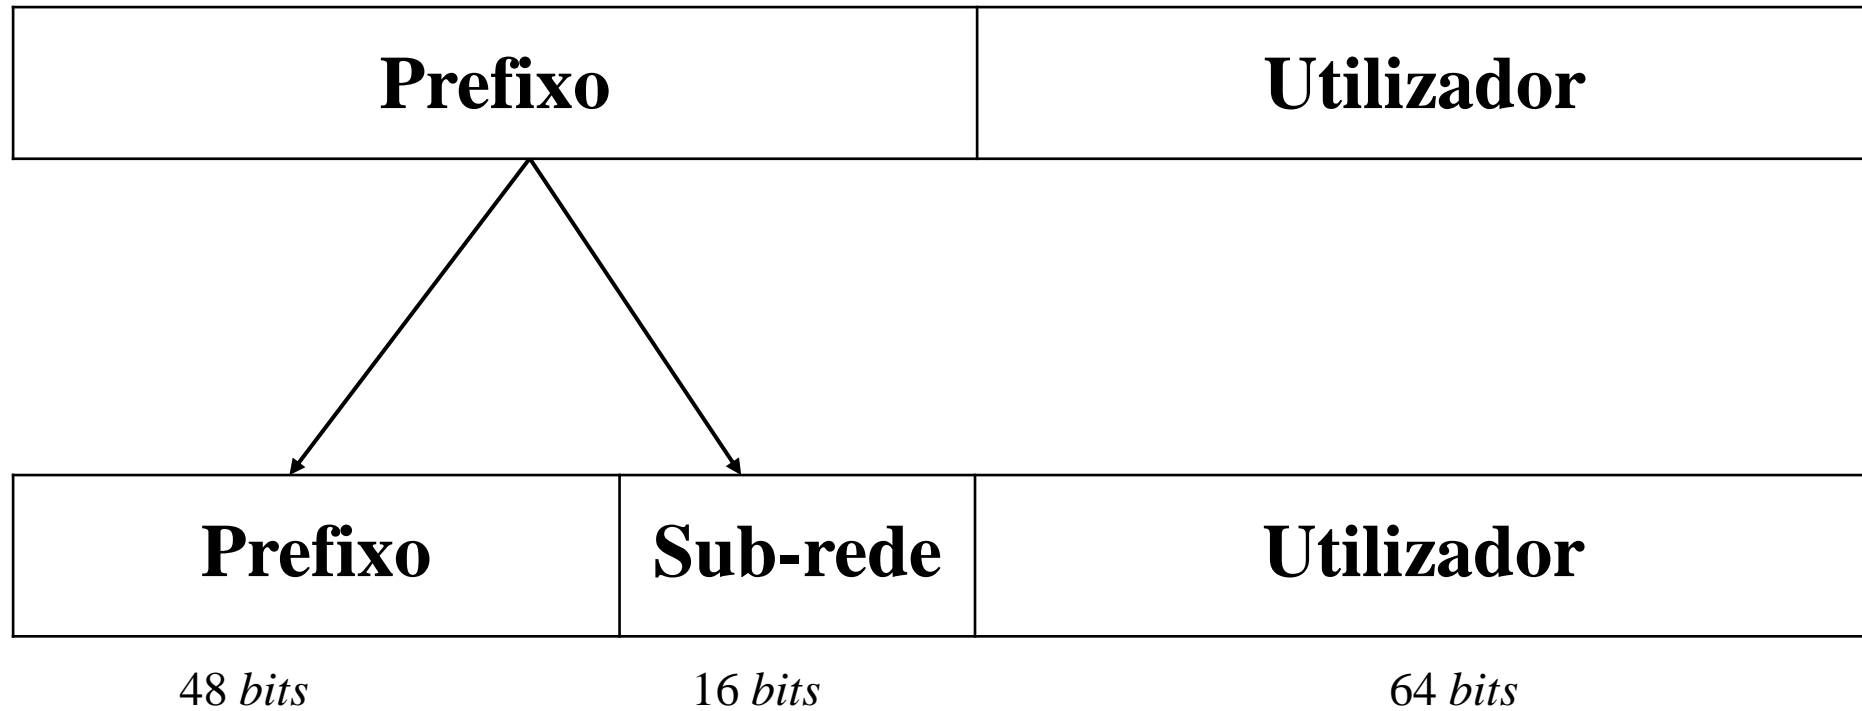 Prefixo Utilizador
Prefixo Sub-rede Utilizador
48 bits 16 bits 64 bits